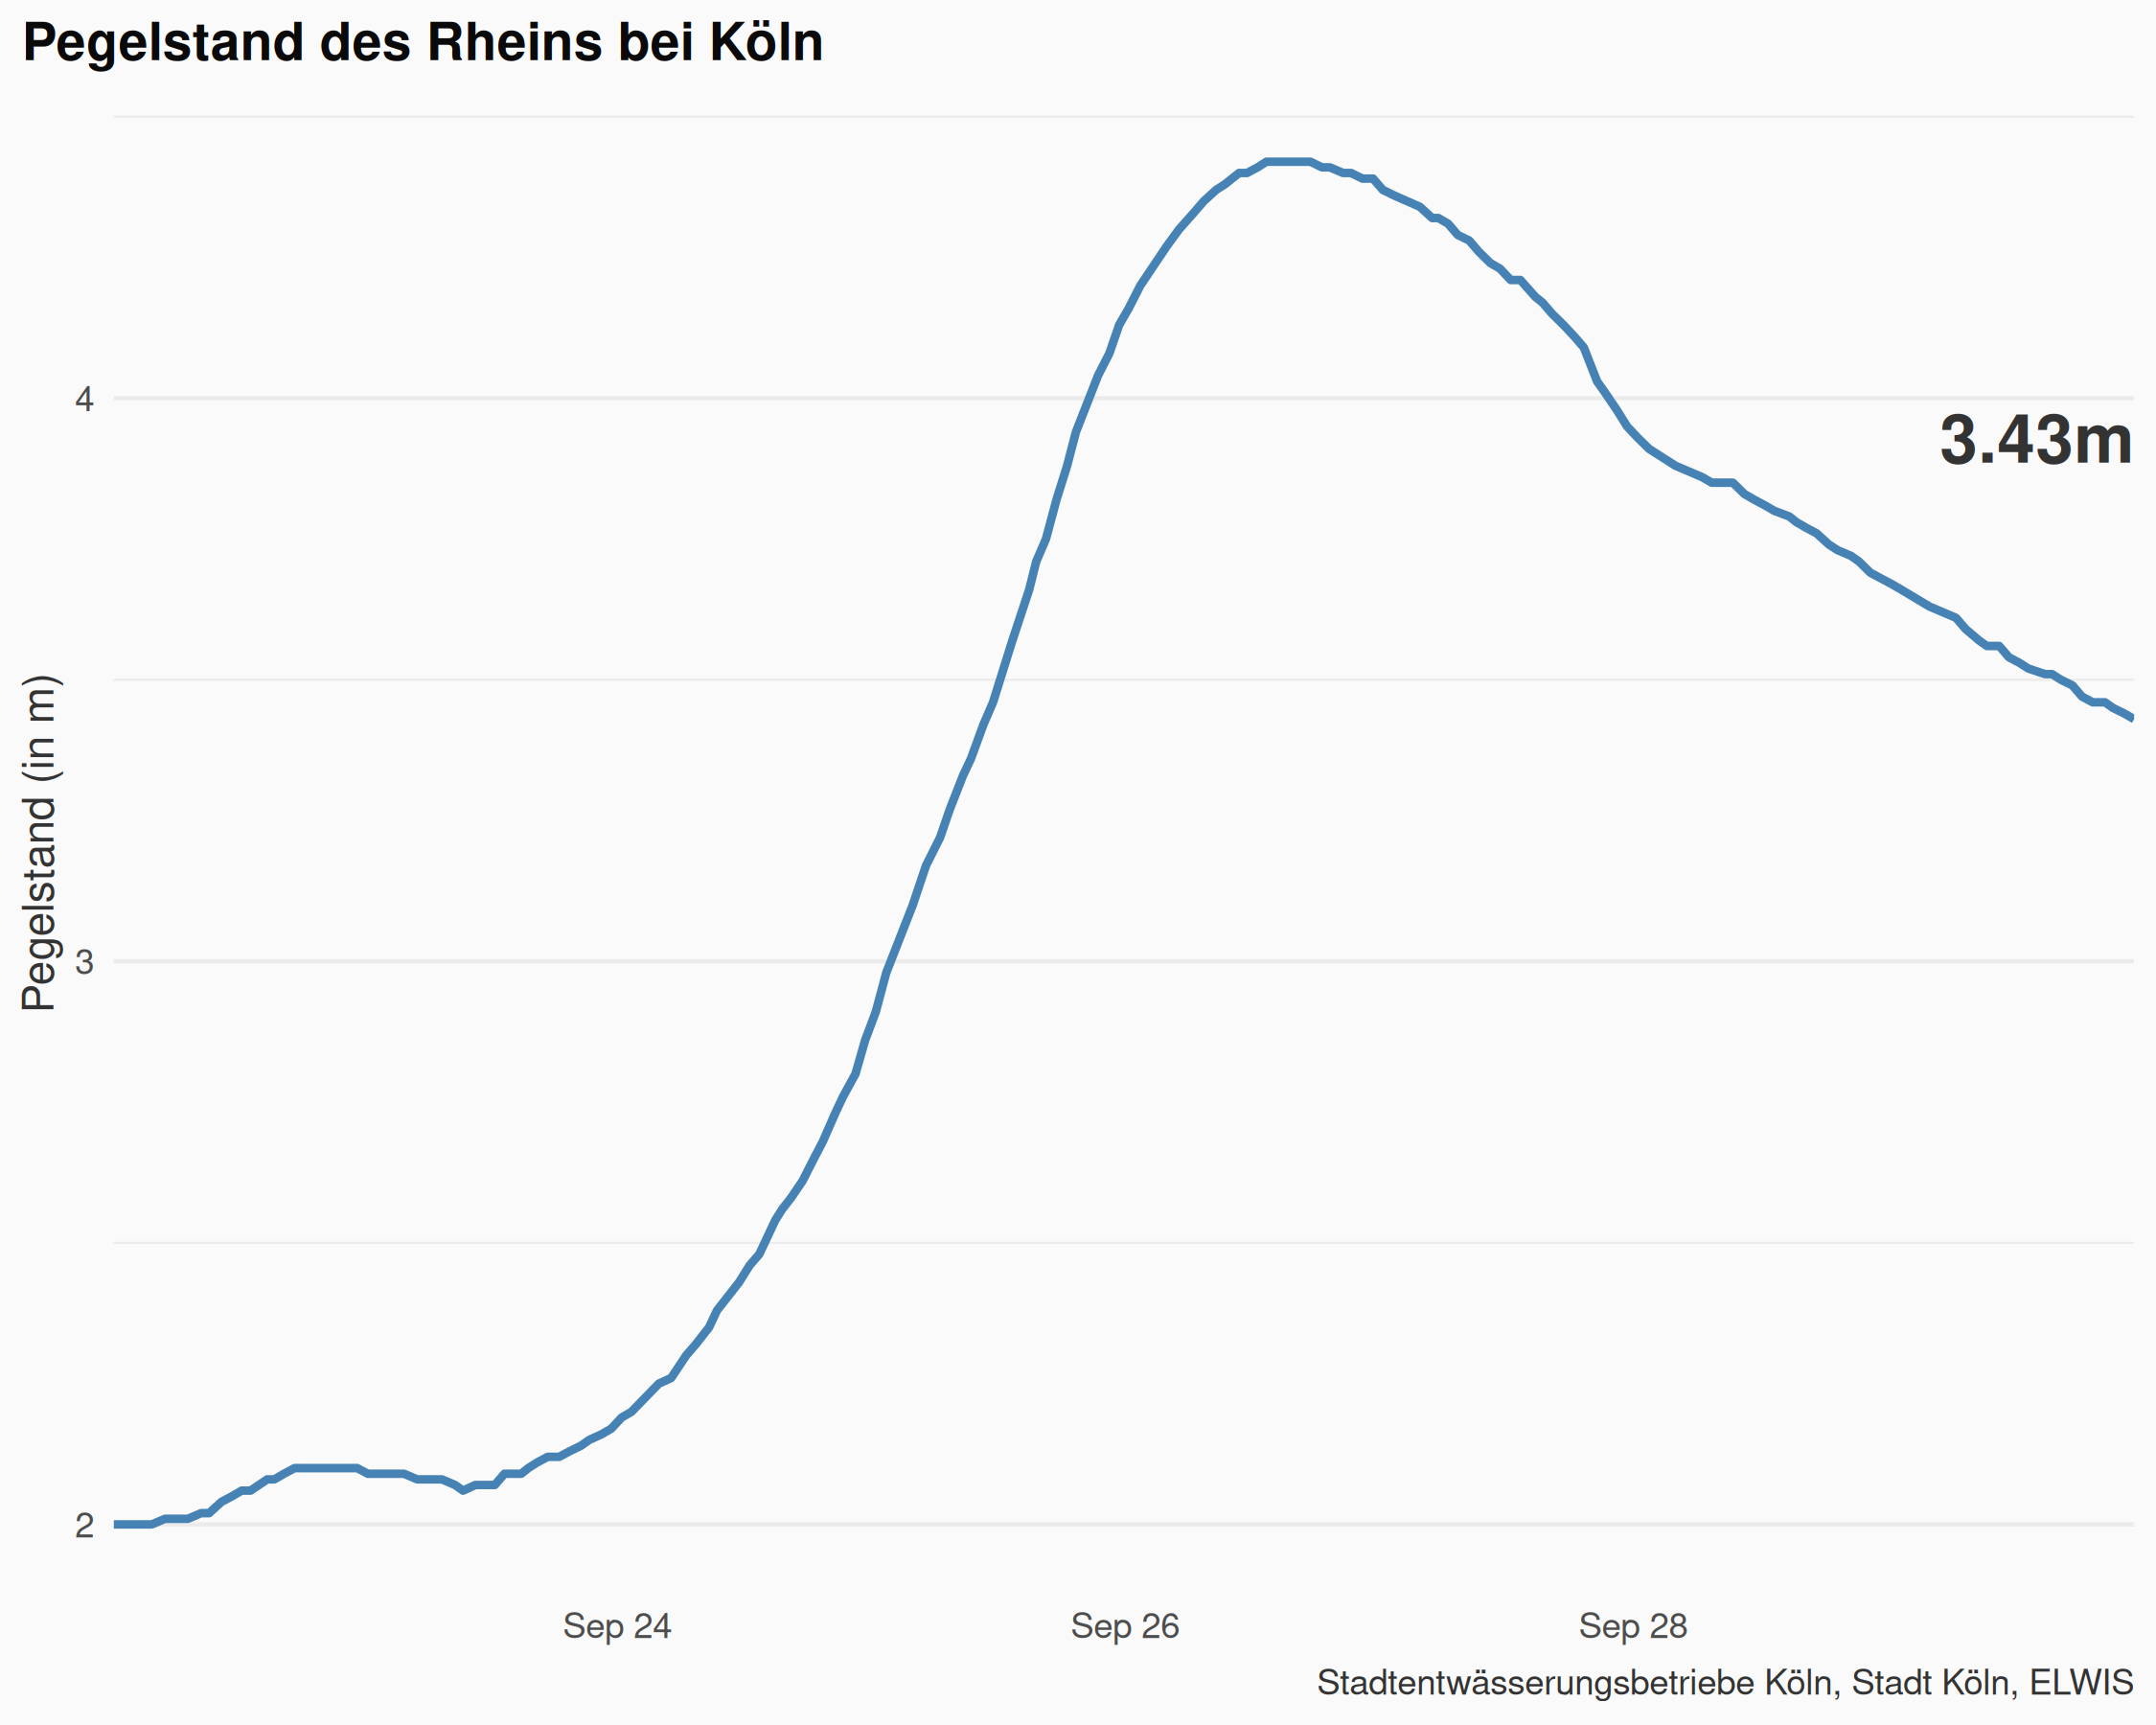 Pegelstand des Rheins bei Köln
Pegelstand (in m)
4
3
2
3.43m
Sep 24
Sep 26
Sep 28
Stadtentwässerungsbetriebe Köln, Stadt Köln, ELWIS